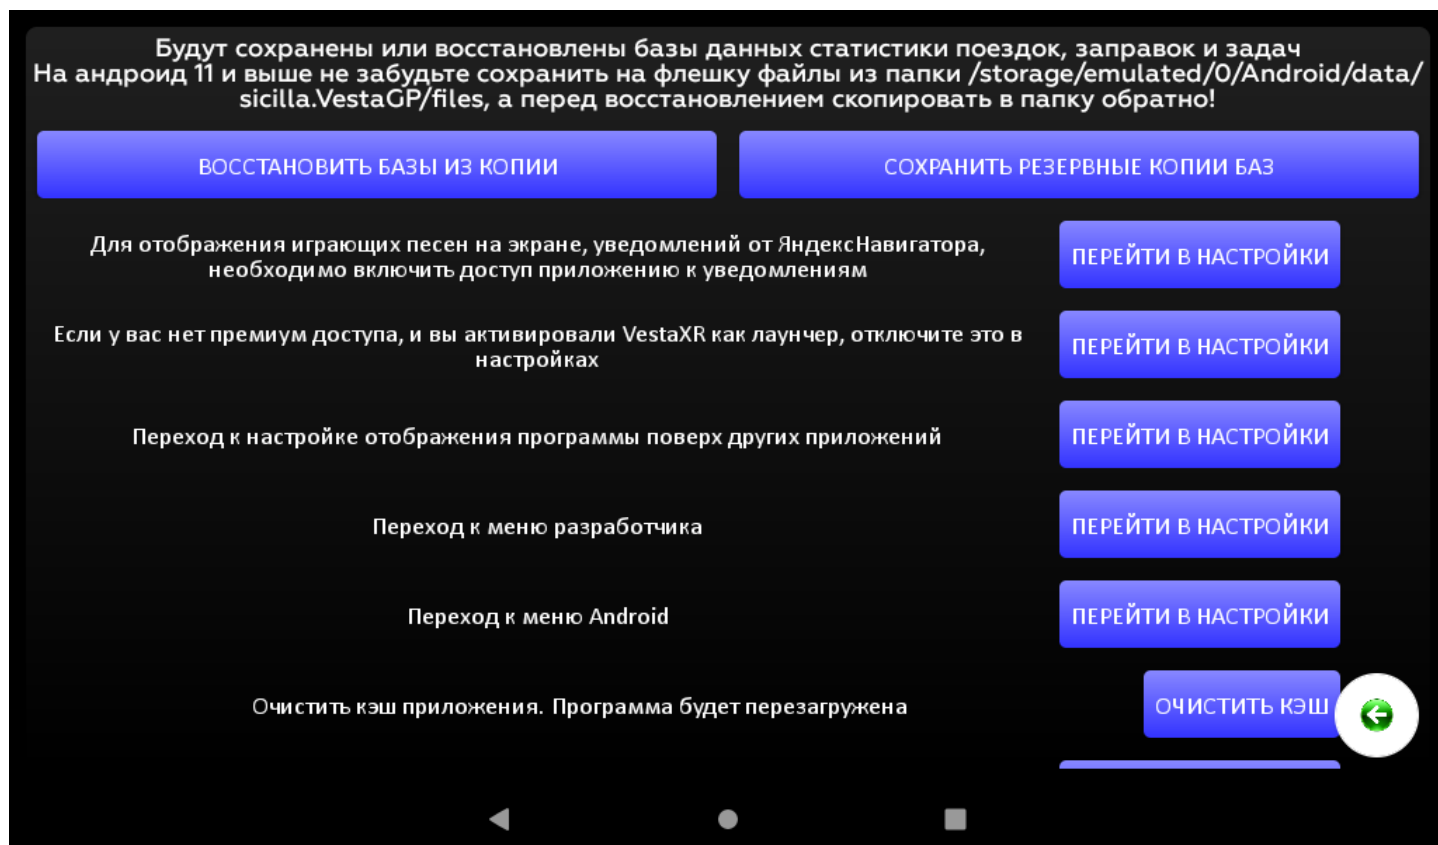 Будут сохранены или восстановлены базы данных статистики поездок, заправок и задач
На андроид 11 и выше не забудьте сохранить на флешку файлы из папки /storage/emulated/0/Android/data/
sicilla.VestaGP/files, а перед восстановлением скопировать в папку обратно!
ВОССТАНОВИТЬ БАЗЫ ИЗ КОПИИ
СОХРАНИТЬ РЕЗЕРВНЫЕ КОПИИ БАЗ
Для отображения играющих песен на экране, уведомлений от ЯндексНавигатора,
необходимо включить доступ приложению к уведомлениям
ПЕРЕЙТИ В НАСТРОЙКИ
Если у вас нет премиум доступа, и вы активировали VestaXR как лаунчер, отключите это в
настройках
ПЕРЕЙТИ В НАСТРОЙКИ
Переход к настройке отображения программы поверх других приложений
ПЕРЕЙТИ В НАСТРОЙКИ
Переход к меню разработчика
ПЕРЕЙТИ В НАСТРОЙКИ
Переход к меню Android
ПЕРЕЙТИ В НАСТРОЙКИ
Очистить кэш приложения. Программа будет перезагружена
ОЧИСТИТЬ КЭШ